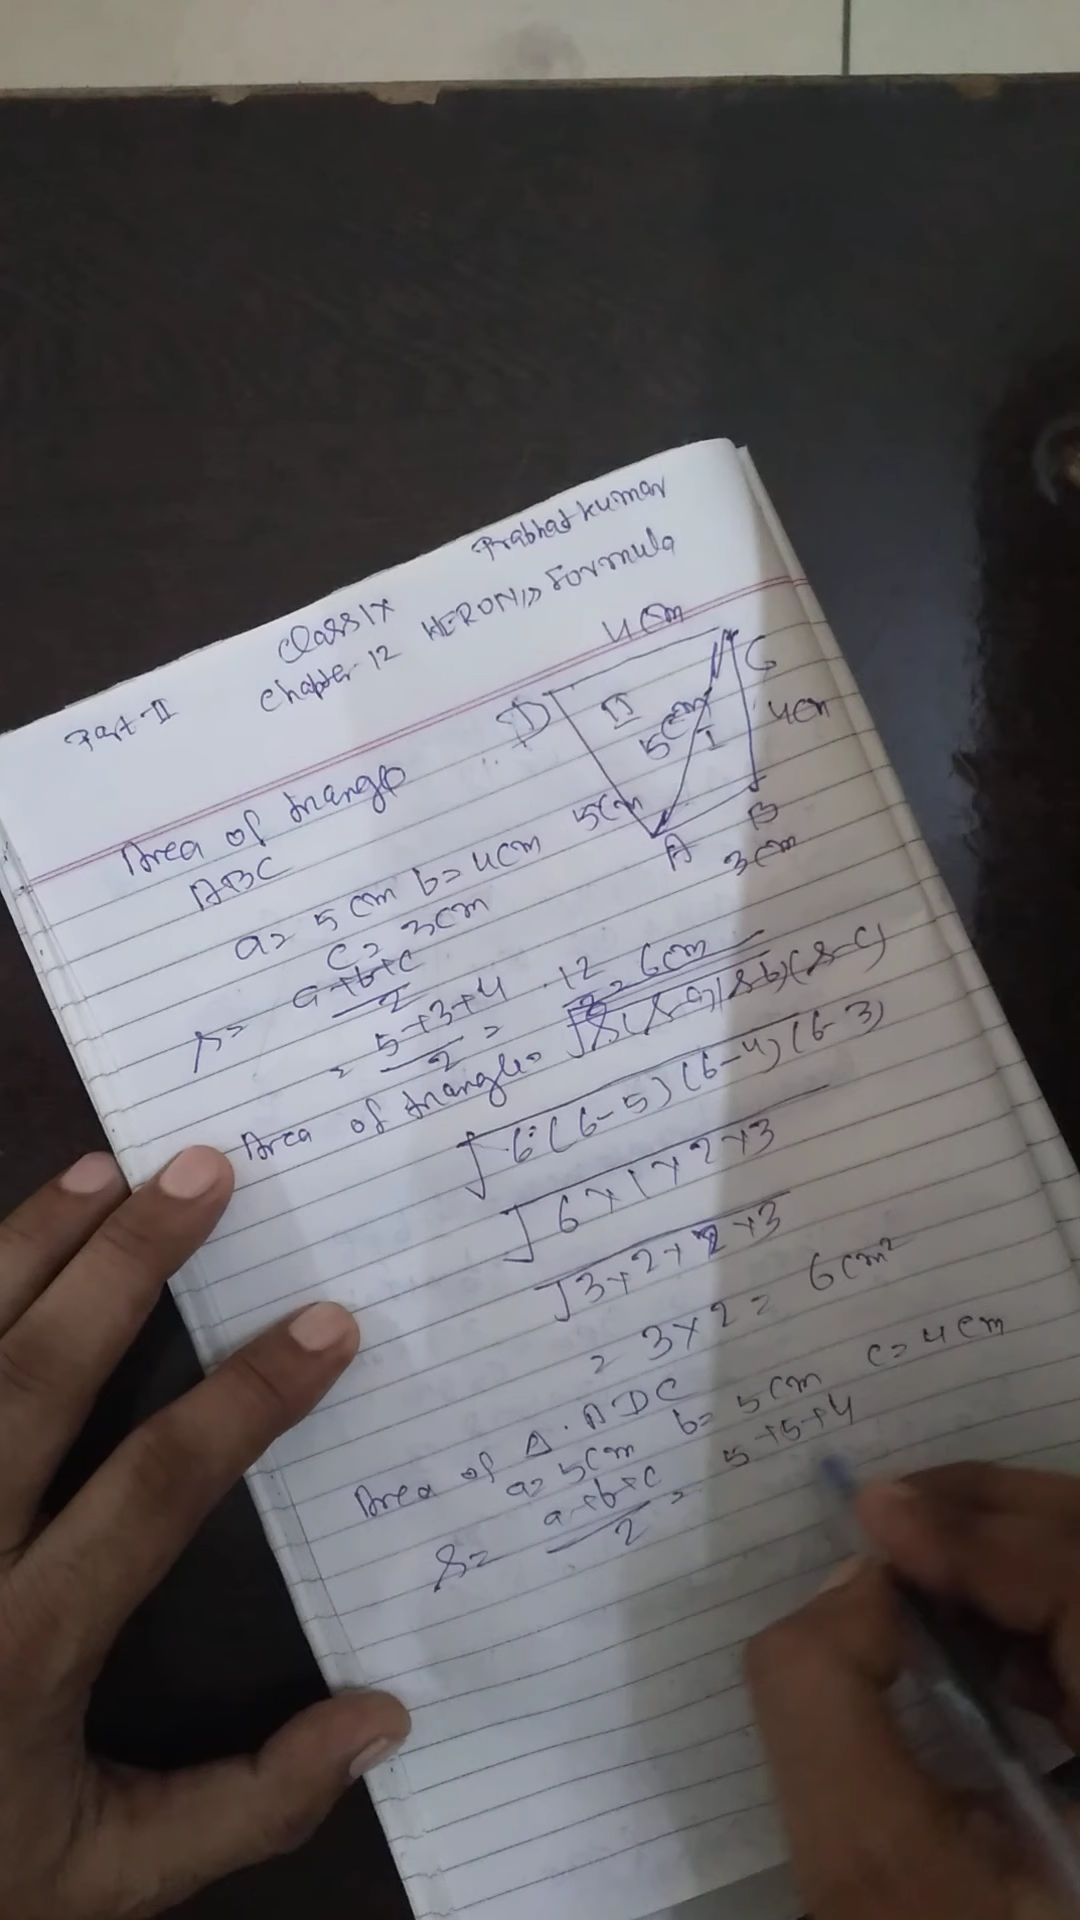 Prabhat kumar
Class IX
Part-II Chapter-12 HERON'S Formula
4cm
D C
II
5cm I 4cm
5cm
A B
3cm
Area of triangle
ABC
a= 5cm b= 4cm
c= 3cm
s= a+b+c/2
= 5+3+4/2 = 12/2 = 6cm
Area of triangle= √s(s-a)(s-b)(s-c)
√6(6-5)(6-4)(6-3)
√6×1×2×3
√3×2×2×3
= 3×2= 6cm²
Area of Δ.ADC
a= 5cm b= 5cm c= 4cm
s= a+b+c/2 = 5+5+4